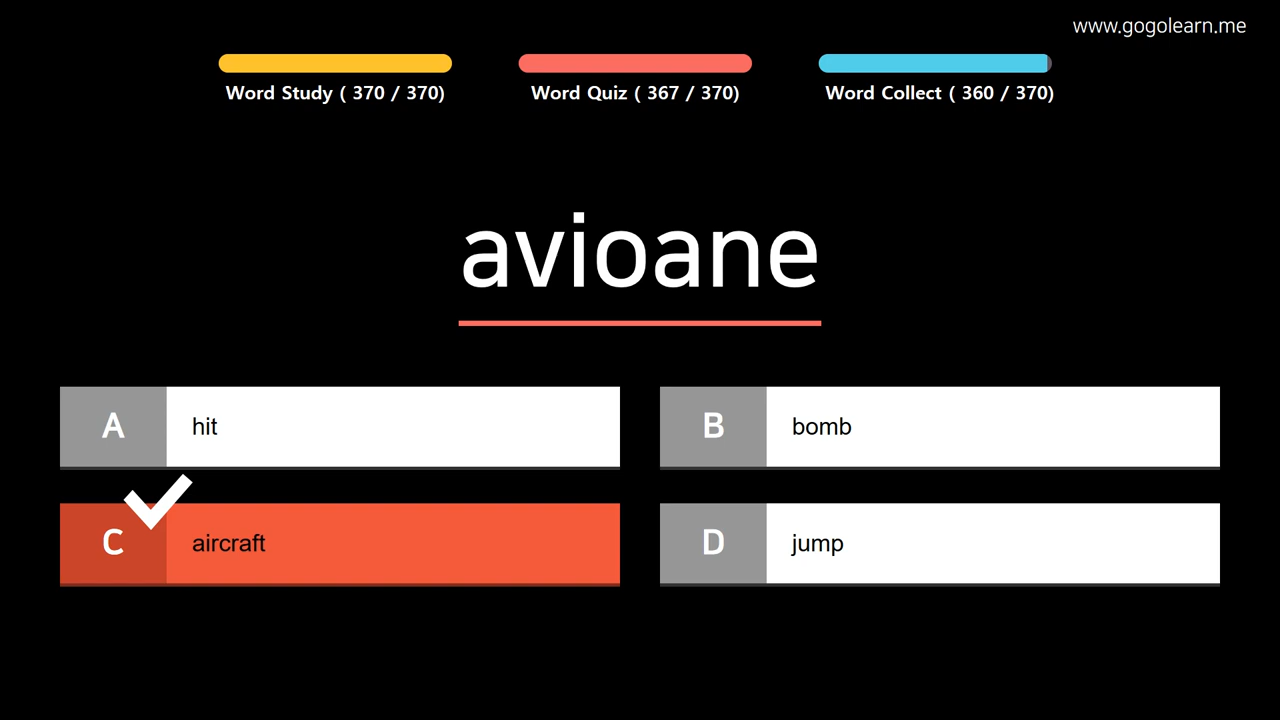 www.gogolearn.me
Word Study ( 370 / 370)
Word Quiz ( 367 / 370)
Word Collect ( 360 / 370)
avioane
A
hit
B
bomb
C
aircraft
D
jump